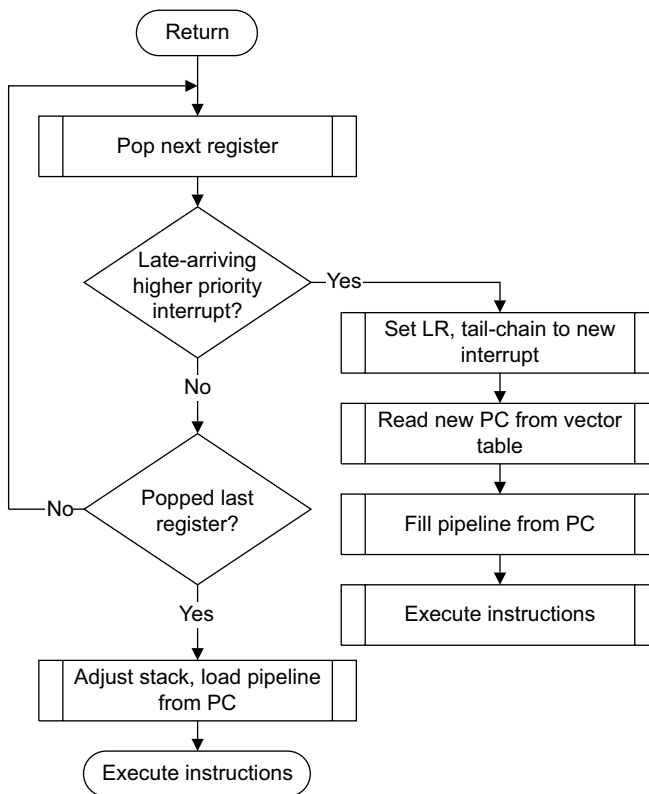 Return
Pop next register
Late-arriving
higher priority
interrupt?
Yes
Set LR, tail-chain to new
interrupt
No
Read new PC from vector
table
Popped last
register?
No
Fill pipeline from PC
Yes
Execute instructions
Adjust stack, load pipeline
from PC
Execute instructions